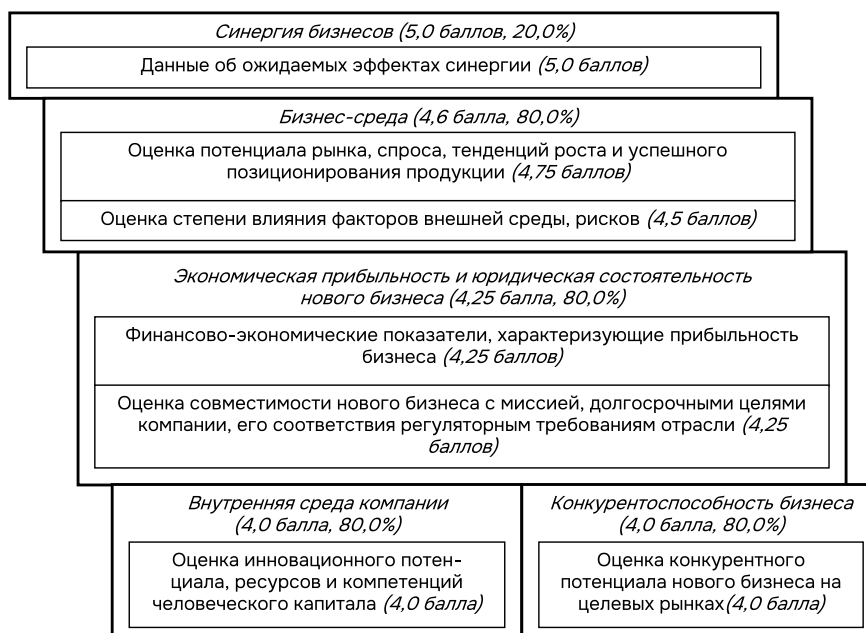 Синергия бизнесов (5,0 баллов, 20,0%)
Данные об ожидаемых эффектах синергии (5,0 баллов)
Бизнес-среда (4,6 балла, 80,0%)
Оценка потенциала рынка, спроса, тенденций роста и успешного
позиционирования продукции (4,75 баллов)
Оценка степени влияния факторов внешней среды, рисков (4,5 баллов)
Экономическая прибыльность и юридическая состоятельность
нового бизнеса (4,25 балла, 80,0%)
Финансово-экономические показатели, характеризующие прибыльность
бизнеса (4,25 баллов)
Оценка совместимости нового бизнеса с миссией, долгосрочными целями
компании, его соответствия регуляторным требованиям отрасли (4,25
баллов)
Внутренняя среда компании
(4,0 балла, 80,0%)
Оценка инновационного потен-
циала, ресурсов и компетенций
человеческого капитала (4,0 балла)
Конкурентоспособность бизнеса
(4,0 балла, 80,0%)
Оценка конкурентного
потенциала нового бизнеса на
целевых рынках(4,0 балла)